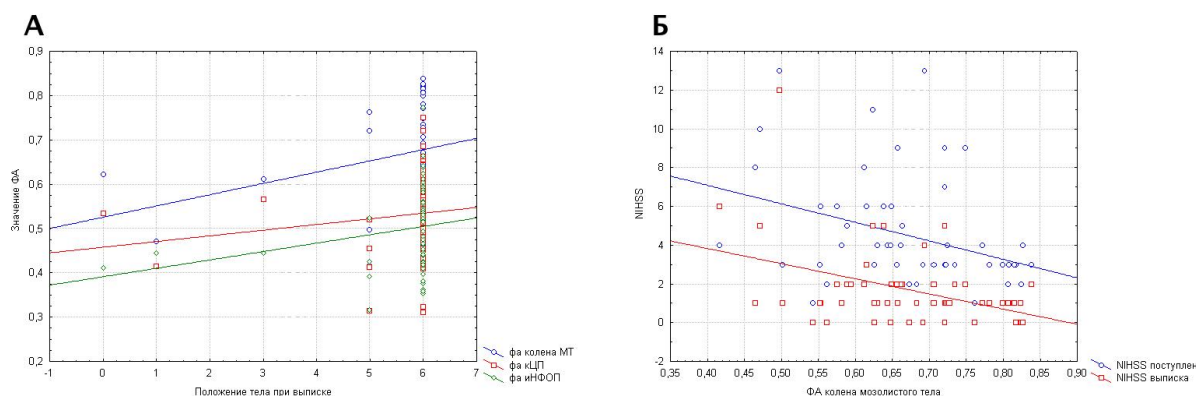 А
Значение ФА
0,9
0,8
0,7
0,6
0,5
0,4
0,3
0,2
-1 0 1 2 3 4 5 6 7
Положение тела при выписке
фа колена МТ
фа кЦП
фа иНФОП
Б
NIHSS
14
12
10
8
6
4
2
0
-2
0,35 0,40 0,45 0,50 0,55 0,60 0,65 0,70 0,75 0,80 0,85 0,90
ФА колена мозолистого тела
NIHSS поступлен
NIHSS выписка